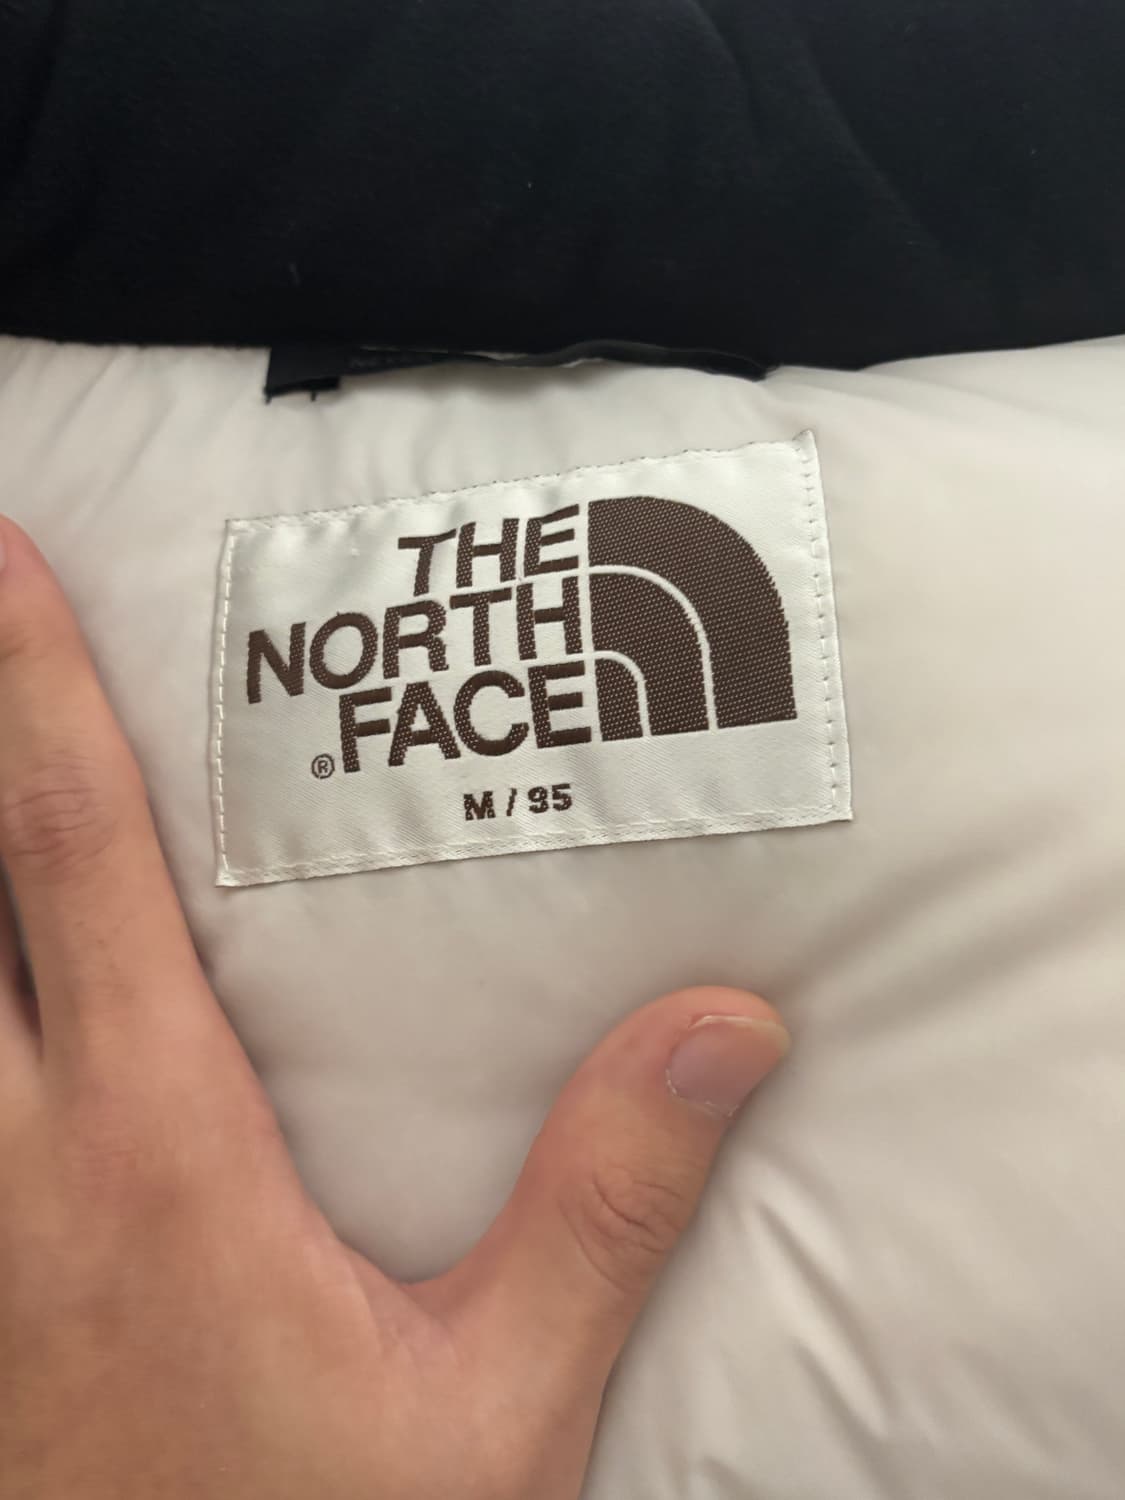 THE
NORTH
FACE
®
M / 95